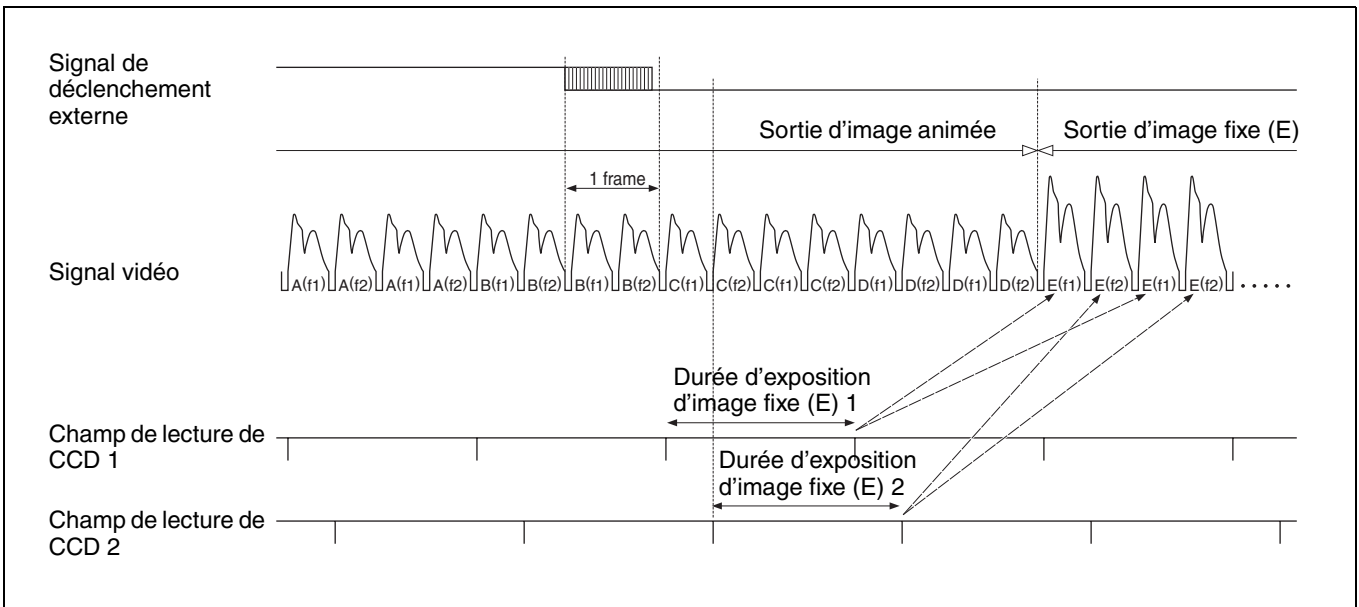 Signal de
déclenchement
externe
Sortie d'image animée
Sortie d'image fixe (E)
1 frame
Signal vidéo
A(f1) A(f2) A(f1) A(f2) B(f1) B(f2) B(f1) B(f2) C(f1) C(f2) C(f1) C(f2) D(f1) D(f2) D(f1) D(f2) E(f1) E(f2) E(f1) E(f2)
Durée d'exposition
d'image fixe (E) 1
Champ de lecture de
CCD 1
Durée d'exposition
d'image fixe (E) 2
Champ de lecture de
CCD 2